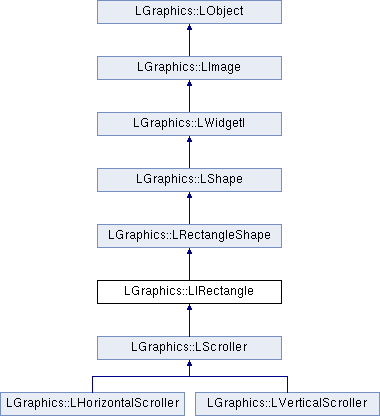 LGraphics::LObject
LGraphics::LImage
LGraphics::LWidgetI
LGraphics::LShape
LGraphics::LRectangleShape
LGraphics::LIRectangle
LGraphics::LScroller
LGraphics::LHorizontalScroller
LGraphics::LVerticalScroller